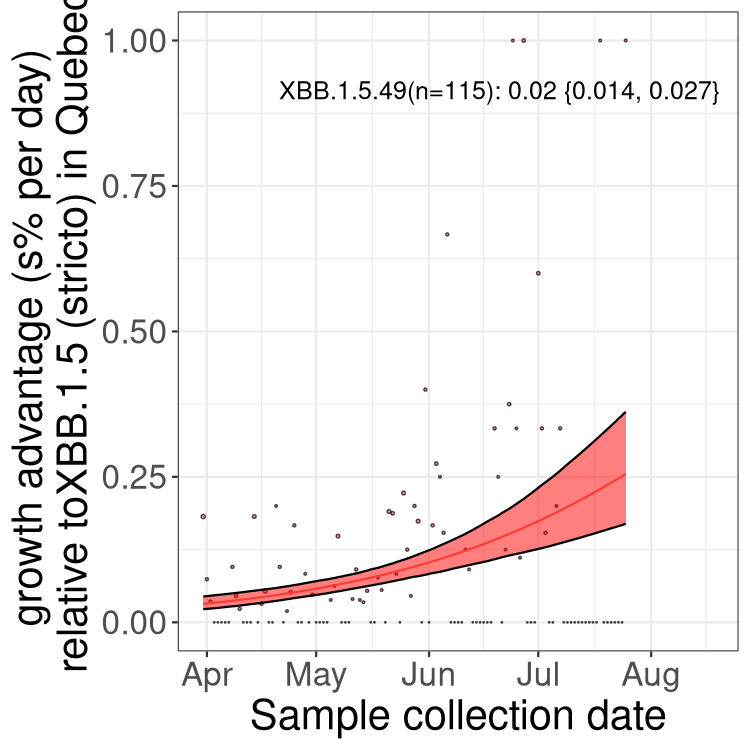 growth advantage (s% per day)
relative toXBB.1.5 (stricto) in Quebec
1.00
0.75
0.50
0.25
0.00
XBB.1.5.49(n=115): 0.02 {0.014, 0.027}
Apr May Jun Jul Aug
Sample collection date